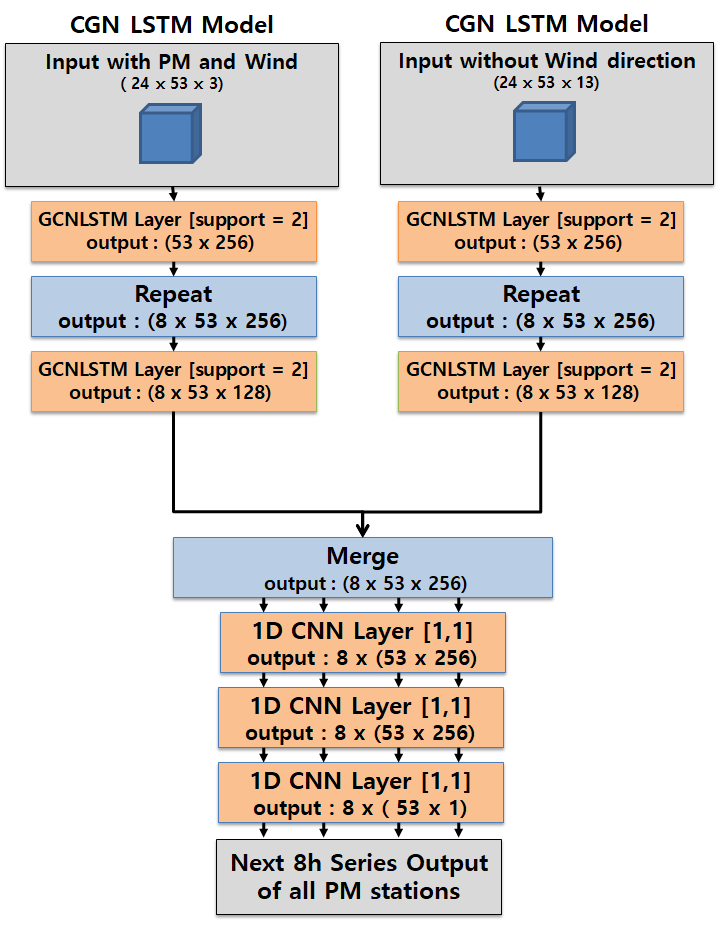 CGN LSTM Model
Input with PM and Wind
( 24 x 53 x 3)
GCNLSTM Layer [support = 2]
output : (53 x 256)
Repeat
output : (8 x 53 x 256)
GCNLSTM Layer [support = 2]
output : (8 x 53 x 128)
CGN LSTM Model
Input without Wind direction
(24 x 53 x 13)
GCNLSTM Layer [support = 2]
output : (53 x 256)
Repeat
output : (8 x 53 x 256)
GCNLSTM Layer [support = 2]
output : (8 x 53 x 128)
Merge
output : (8 x 53 x 256)
1D CNN Layer [1,1]
output : 8 x (53 x 256)
1D CNN Layer [1,1]
output : 8 x (53 x 256)
1D CNN Layer [1,1]
output : 8 x ( 53 x 1)
Next 8h Series Output
of all PM stations